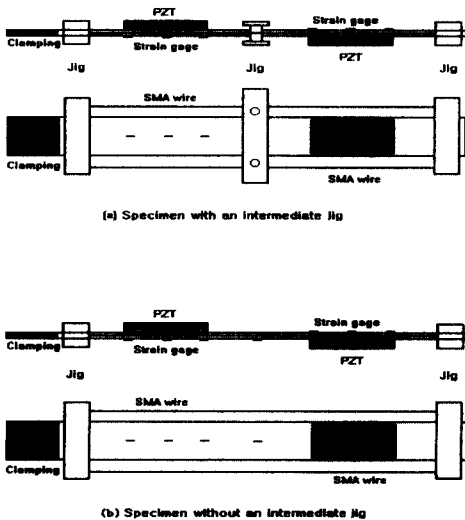 PZT
Strain gage
Clamping
Strain gage
PZT
Jig
Jig
Jig
SMA wire
Clamping
SMA wire
(a) Specimen with an intermediate jig
PZT
Strain gage
Clamping
Strain gage
PZT
Jig
Jig
SMA wire
Clamping
SMA wire
(b) Specimen without an intermediate jig